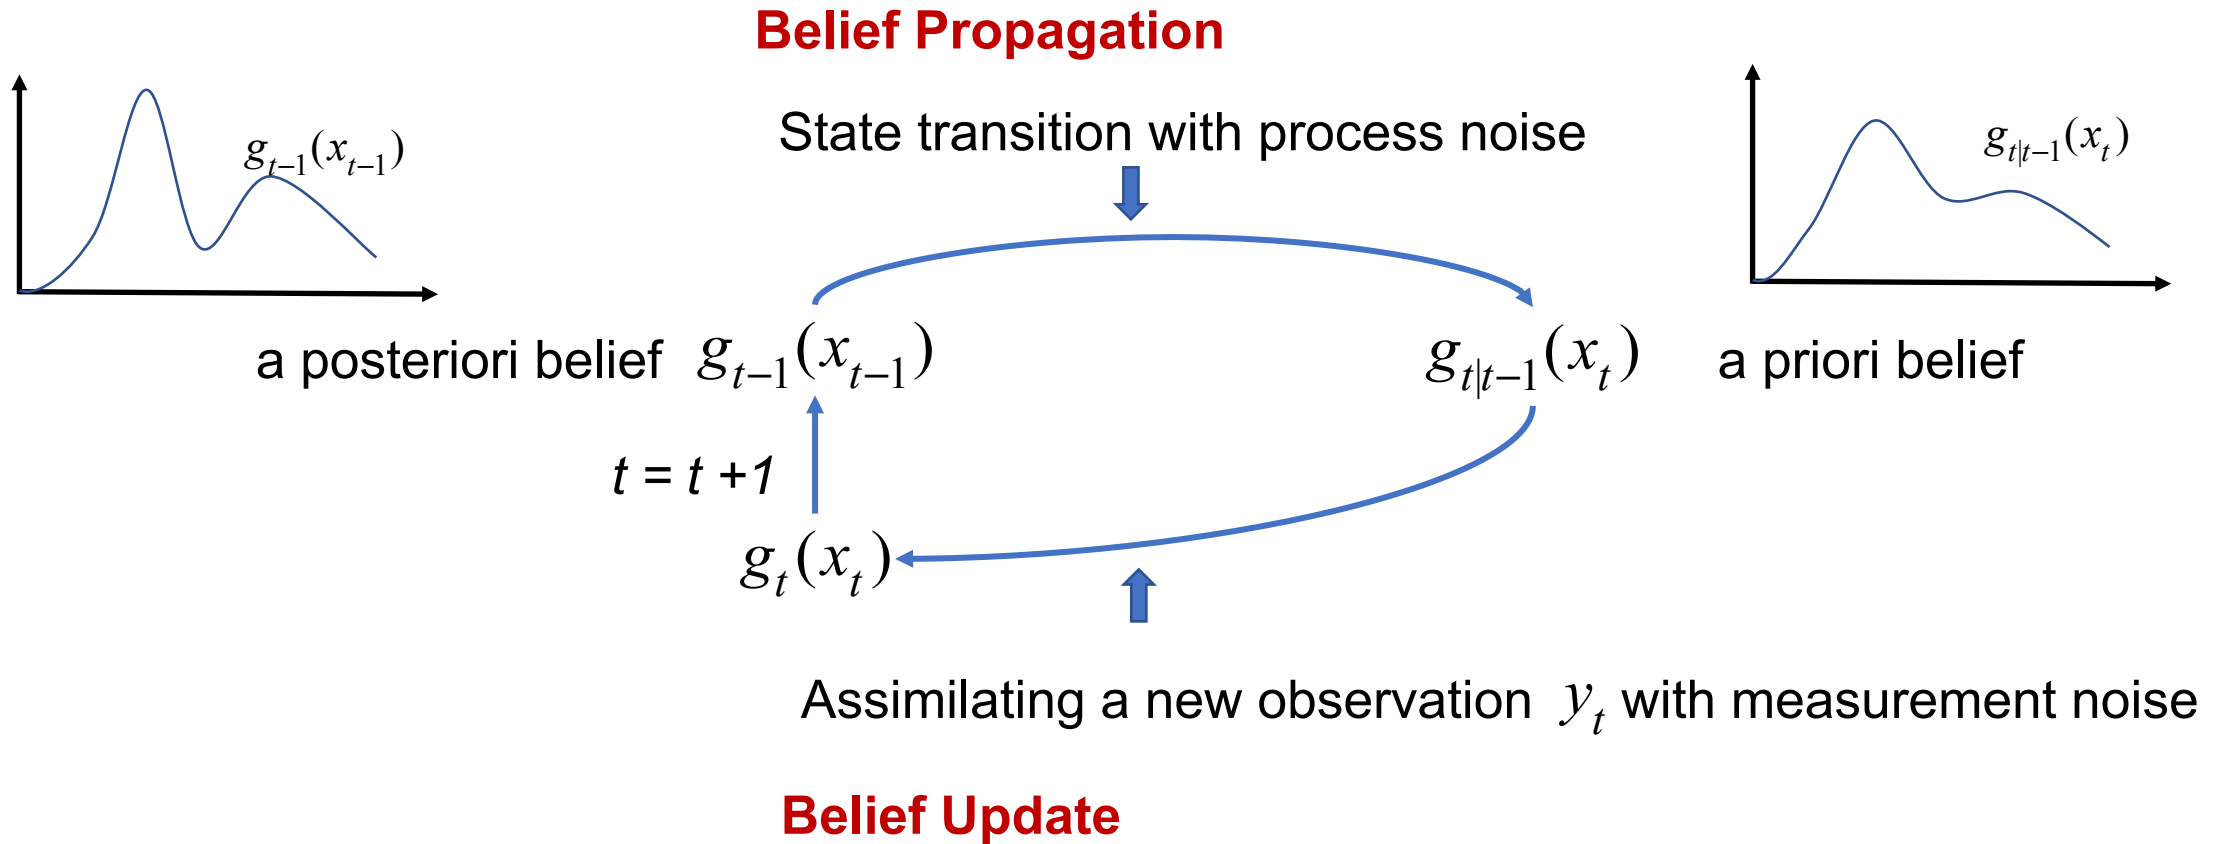 Belief Propagation
State transition with process noise
g_{t−1}(x_{t−1})
g_{t|t−1}(x_t)
a posteriori belief g_{t−1}(x_{t−1})
g_{t|t−1}(x_t) a priori belief
t = t +1
g_t(x_t)
Assimilating a new observation y_t with measurement noise
Belief Update